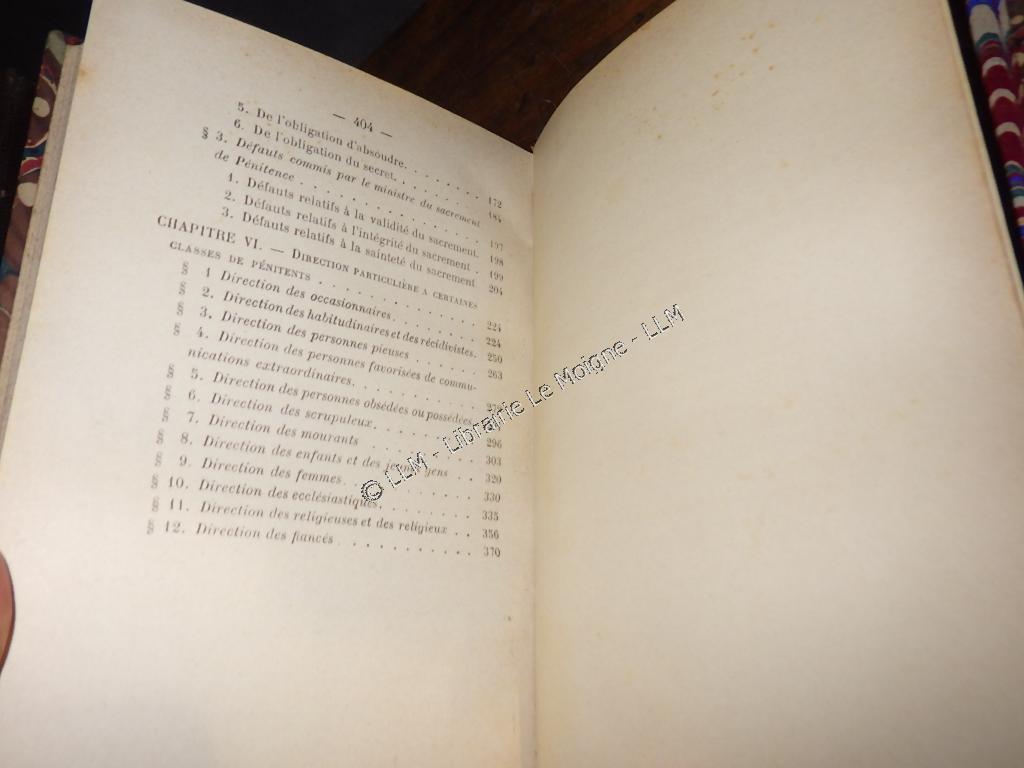 — 404 —
5. De l'obligation d'absoudre. . . . . . . . 172
6. De l'obligation du secret. . . . . . . . 184
§ 3. Défauts commis par le ministre du sacrement
de Pénitence . . . . . . . . . . . 197
1. Défauts relatifs à la validité du sacrement. 198
2. Défauts relatifs à l'intégrité du sacrement . 199
3. Défauts relatifs à la sainteté du sacrement 204
CHAPITRE VI. — DIRECTION PARTICULIÈRE A CERTAINES
CLASSES DE PÉNITENTS . . . . . . . . . 224
§ 1 Direction des occasionnaires. . . . . . . . 224
§ 2. Direction des habitudinaires et des récidivistes. 250
§ 3. Direction des personnes pieuses . . . . . 263
§ 4. Direction des personnes favorisées de commu-
nications extraordinaires. . . . . . .
§ 5. Direction des personnes obsédées ou possédées.
§ 6. Direction des scrupuleux. . . . . . . 296
§ 7. Direction des mourants . . . . . . . 303
§ 8. Direction des enfants et des jeunes gens . . 320
§ 9. Direction des femmes. . . . . . . . 330
§ 10. Direction des ecclésiastiques. . . . . . . 335
§ 11. Direction des religieuses et des religieux . . 356
§ 12. Direction des fiancés . . . . . . . . . . 370
© LLM - Librairie Le Moigne - LLM